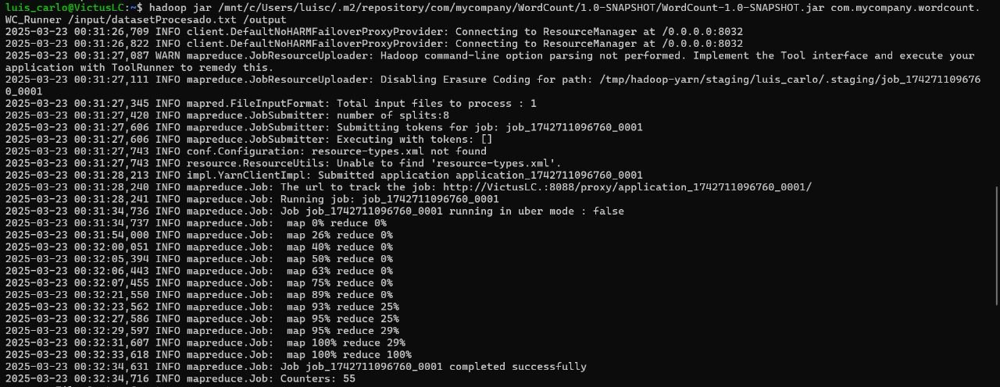 luis_carlo@VictusLC:~$ hadoop jar /mnt/c/Users/luisc/.m2/repository/com/mycompany/WordCount/1.0-SNAPSHOT/WordCount-1.0-SNAPSHOT.jar com.mycompany.wordcount.
WC_Runner /input/datasetProcesado.txt /output
2025-03-23 00:31:26,709 INFO client.DefaultNoHARMFailoverProxyProvider: Connecting to ResourceManager at /0.0.0.0:8032
2025-03-23 00:31:26,822 INFO client.DefaultNoHARMFailoverProxyProvider: Connecting to ResourceManager at /0.0.0.0:8032
2025-03-23 00:31:27,087 WARN mapreduce.JobResourceUploader: Hadoop command-line option parsing not performed. Implement the Tool interface and execute your
application with ToolRunner to remedy this.
2025-03-23 00:31:27,111 INFO mapreduce.JobResourceUploader: Disabling Erasure Coding for path: /tmp/hadoop-yarn/staging/luis_carlo/.staging/job_174271109676
0_0001
2025-03-23 00:31:27,345 INFO mapred.FileInputFormat: Total input files to process : 1
2025-03-23 00:31:27,420 INFO mapreduce.JobSubmitter: number of splits:8
2025-03-23 00:31:27,606 INFO mapreduce.JobSubmitter: Submitting tokens for job: job_1742711096760_0001
2025-03-23 00:31:27,606 INFO mapreduce.JobSubmitter: Executing with tokens: []
2025-03-23 00:31:27,743 INFO conf.Configuration: resource-types.xml not found
2025-03-23 00:31:27,743 INFO resource.ResourceUtils: Unable to find 'resource-types.xml'.
2025-03-23 00:31:28,213 INFO impl.YarnClientImpl: Submitted application application_1742711096760_0001
2025-03-23 00:31:28,240 INFO mapreduce.Job: The url to track the job: http://VictusLC.:8088/proxy/application_1742711096760_0001/
2025-03-23 00:31:28,241 INFO mapreduce.Job: Running job: job_1742711096760_0001
2025-03-23 00:31:34,736 INFO mapreduce.Job: Job job_1742711096760_0001 running in uber mode : false
2025-03-23 00:31:34,737 INFO mapreduce.Job:  map 0% reduce 0%
2025-03-23 00:31:54,000 INFO mapreduce.Job:  map 26% reduce 0%
2025-03-23 00:32:00,051 INFO mapreduce.Job:  map 40% reduce 0%
2025-03-23 00:32:05,394 INFO mapreduce.Job:  map 50% reduce 0%
2025-03-23 00:32:06,443 INFO mapreduce.Job:  map 63% reduce 0%
2025-03-23 00:32:07,455 INFO mapreduce.Job:  map 75% reduce 0%
2025-03-23 00:32:21,550 INFO mapreduce.Job:  map 89% reduce 0%
2025-03-23 00:32:23,562 INFO mapreduce.Job:  map 93% reduce 25%
2025-03-23 00:32:27,586 INFO mapreduce.Job:  map 95% reduce 25%
2025-03-23 00:32:29,597 INFO mapreduce.Job:  map 95% reduce 29%
2025-03-23 00:32:31,607 INFO mapreduce.Job:  map 100% reduce 29%
2025-03-23 00:32:33,618 INFO mapreduce.Job:  map 100% reduce 100%
2025-03-23 00:32:34,631 INFO mapreduce.Job: Job job_1742711096760_0001 completed successfully
2025-03-23 00:32:34,716 INFO mapreduce.Job: Counters: 55